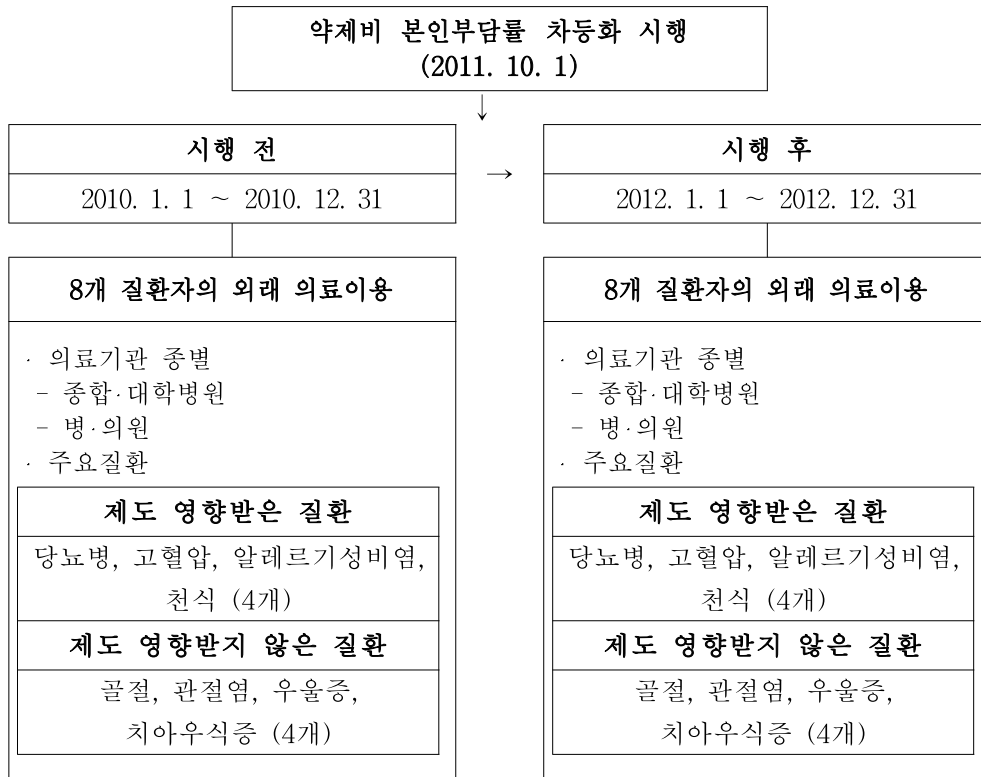 약제비 본인부담률 차등화 시행
(2011. 10. 1)
↓
시행 전
2010. 1. 1 ~ 2010. 12. 31
→
시행 후
2012. 1. 1 ~ 2012. 12. 31
8개 질환자의 외래 의료이용
· 의료기관 종별
- 종합·대학병원
- 병·의원
· 주요질환
제도 영향받은 질환
당뇨병, 고혈압, 알레르기성비염,
천식 (4개)
제도 영향받지 않은 질환
골절, 관절염, 우울증,
치아우식증 (4개)
8개 질환자의 외래 의료이용
· 의료기관 종별
- 종합·대학병원
- 병·의원
· 주요질환
제도 영향받은 질환
당뇨병, 고혈압, 알레르기성비염,
천식 (4개)
제도 영향받지 않은 질환
골절, 관절염, 우울증,
치아우식증 (4개)